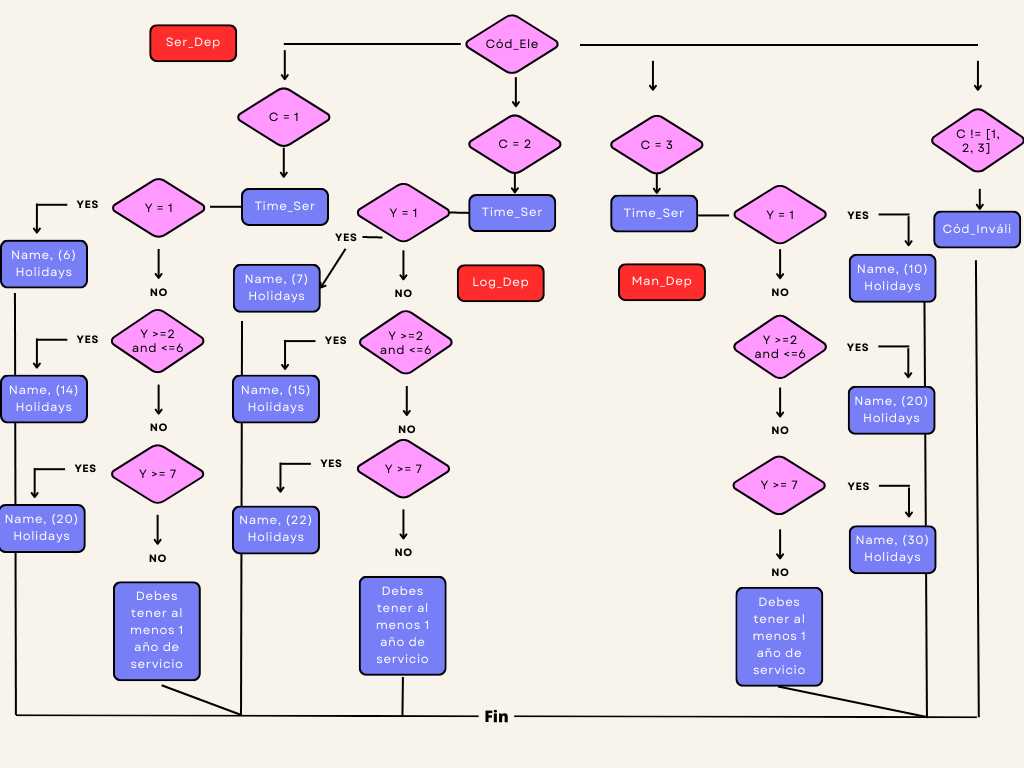 Ser_Dep
Cód_Ele
C = 1
C = 2
C = 3
C != [1,
2, 3]
YES
Y = 1
Time_Ser
Y = 1
Time_Ser
Time_Ser
Y = 1
YES
Cód_Inváli
YES
Name, (6)
Holidays
Name, (7)
Holidays
Log_Dep
Man_Dep
Name, (10)
Holidays
NO
NO
NO
YES
Y >=2
and <=6
YES
Y >=2
and <=6
Y >=2
and <=6
YES
Name, (14)
Holidays
Name, (15)
Holidays
Name, (20)
Holidays
NO
NO
NO
YES
Y >= 7
YES
Y >= 7
Y >= 7
YES
Name, (20)
Holidays
Name, (22)
Holidays
Name, (30)
Holidays
NO
NO
NO
Debes
tener al
menos 1
año de
servicio
Debes
tener al
menos 1
año de
servicio
Debes
tener al
menos 1
año de
servicio
Fin